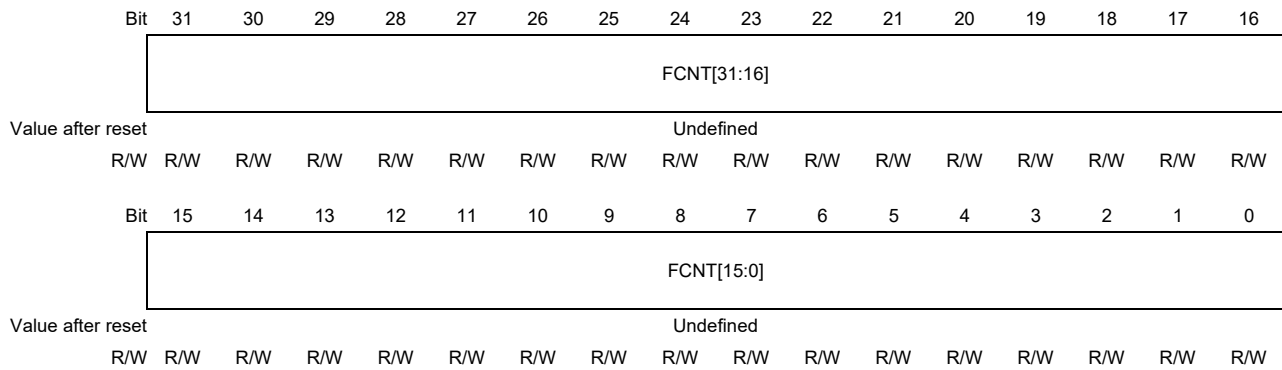 Bit 31 30 29 28 27 26 25 24 23 22 21 20 19 18 17 16
FCNT[31:16]
Value after reset Undefined
R/W R/W R/W R/W R/W R/W R/W R/W R/W R/W R/W R/W R/W R/W R/W R/W R/W
Bit 15 14 13 12 11 10 9 8 7 6 5 4 3 2 1 0
FCNT[15:0]
Value after reset Undefined
R/W R/W R/W R/W R/W R/W R/W R/W R/W R/W R/W R/W R/W R/W R/W R/W R/W